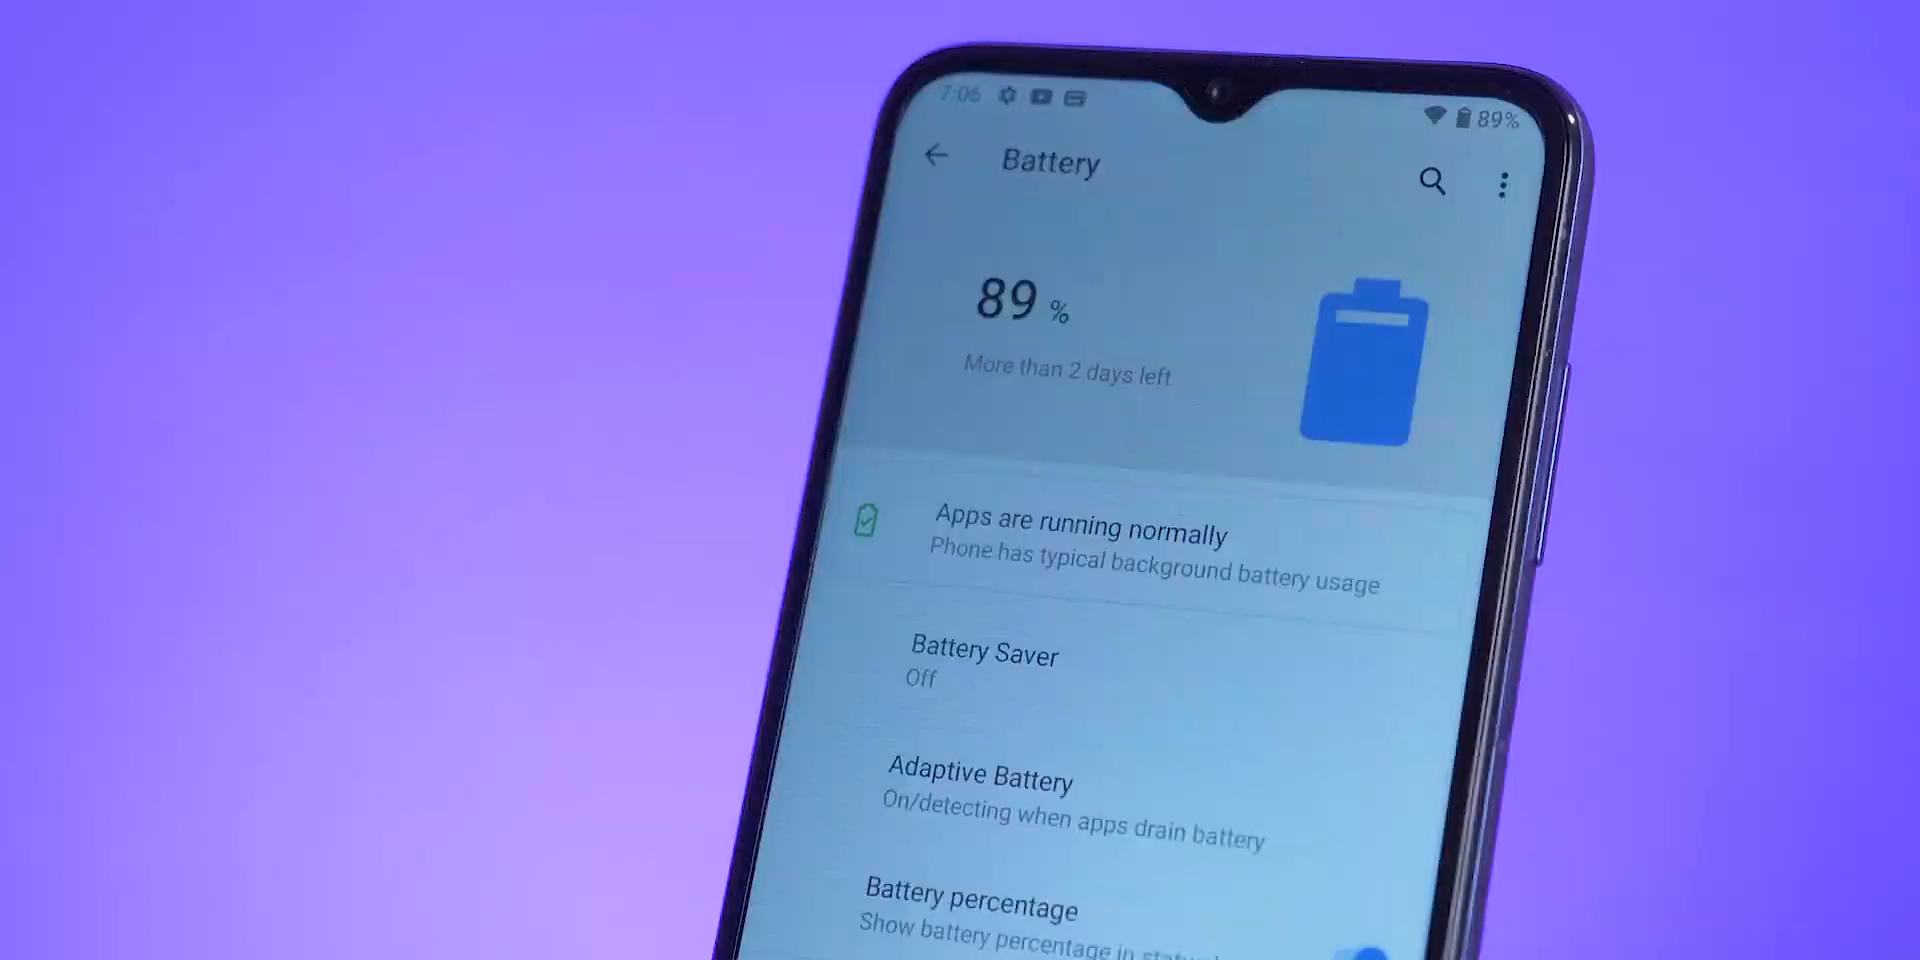 7:06 89%
Battery
89 %
More than 2 days left
Apps are running normally
Phone has typical background battery usage
Battery Saver
Off
Adaptive Battery
On/detecting when apps drain battery
Battery percentage
Show battery percentage in